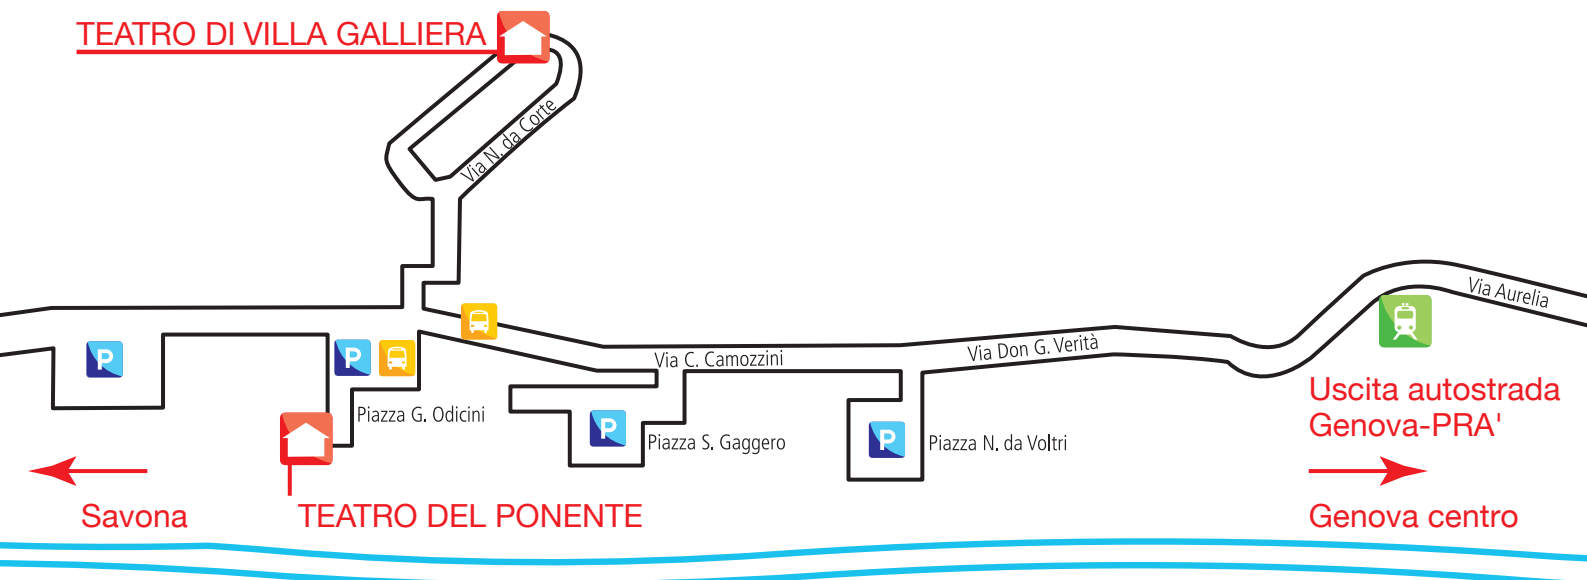 TEATRO DI VILLA GALLIERA
Via N. da Corte
Via Aurelia
Via C. Camozzini
Via Don G. Verità
P
P
Piazza G. Odicini
P
Piazza S. Gaggero
P
Piazza N. da Voltri
Uscita autostrada
Genova-PRA'
Savona
TEATRO DEL PONENTE
Genova centro